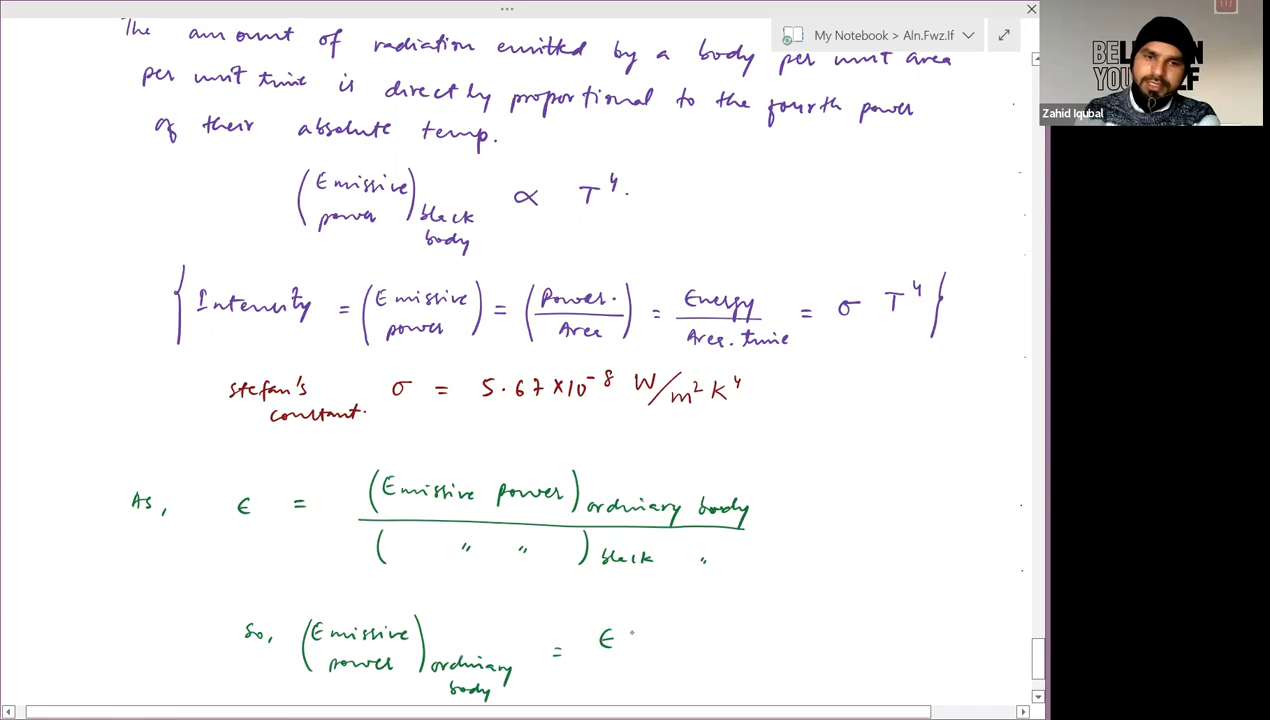 The amount of radiation emitted by a body per unit area
per unit time is directly proportional to the fourth power
of their absolute temp.
(Emissive power) black body ∝ T⁴.
{ Intensity = (Emissive power) = (Power. / Area) = Energy / Area. time = σ T⁴ }
stefan's constant. σ = 5.67×10⁻⁸ W/m² K⁴
As, ϵ = (Emissive power) ordinary body
( " " ) black "
So, (Emissive power) ordinary body = ϵ
My Notebook > Aln.Fwz.If
Zahid Iqubal